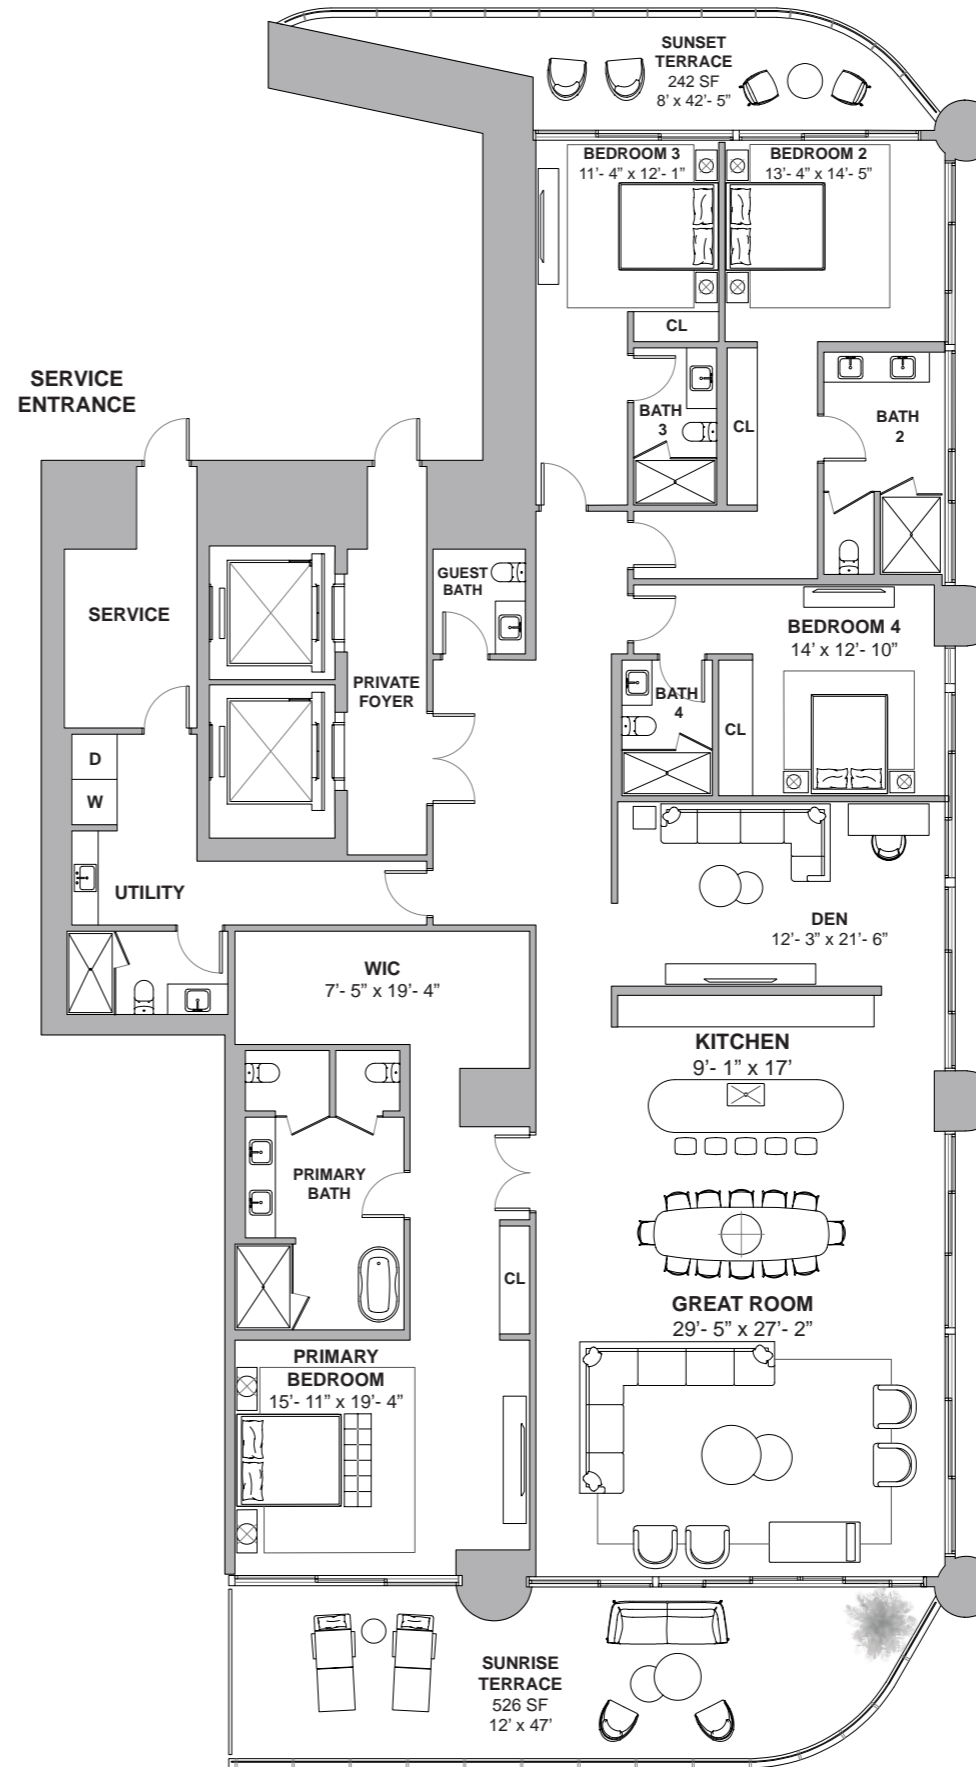 SUNSET
TERRACE
242 SF
8’ x 42’- 5”
BEDROOM 3
11’- 4” x 12’- 1”
BEDROOM 2
13’- 4” x 14’- 5”
CL
SERVICE
ENTRANCE
BATH
3
CL
BATH
2
GUEST
BATH
SERVICE
BEDROOM 4
14’ x 12’- 10”
PRIVATE
FOYER
BATH
4
CL
D
W
UTILITY
DEN
12’- 3” x 21’- 6”
WIC
7’- 5” x 19’- 4”
KITCHEN
9’- 1” x 17’
PRIMARY
BATH
CL
GREAT ROOM
29’- 5” x 27’- 2”
PRIMARY
BEDROOM
15’- 11” x 19’- 4”
SUNRISE
TERRACE
526 SF
12’ x 47’